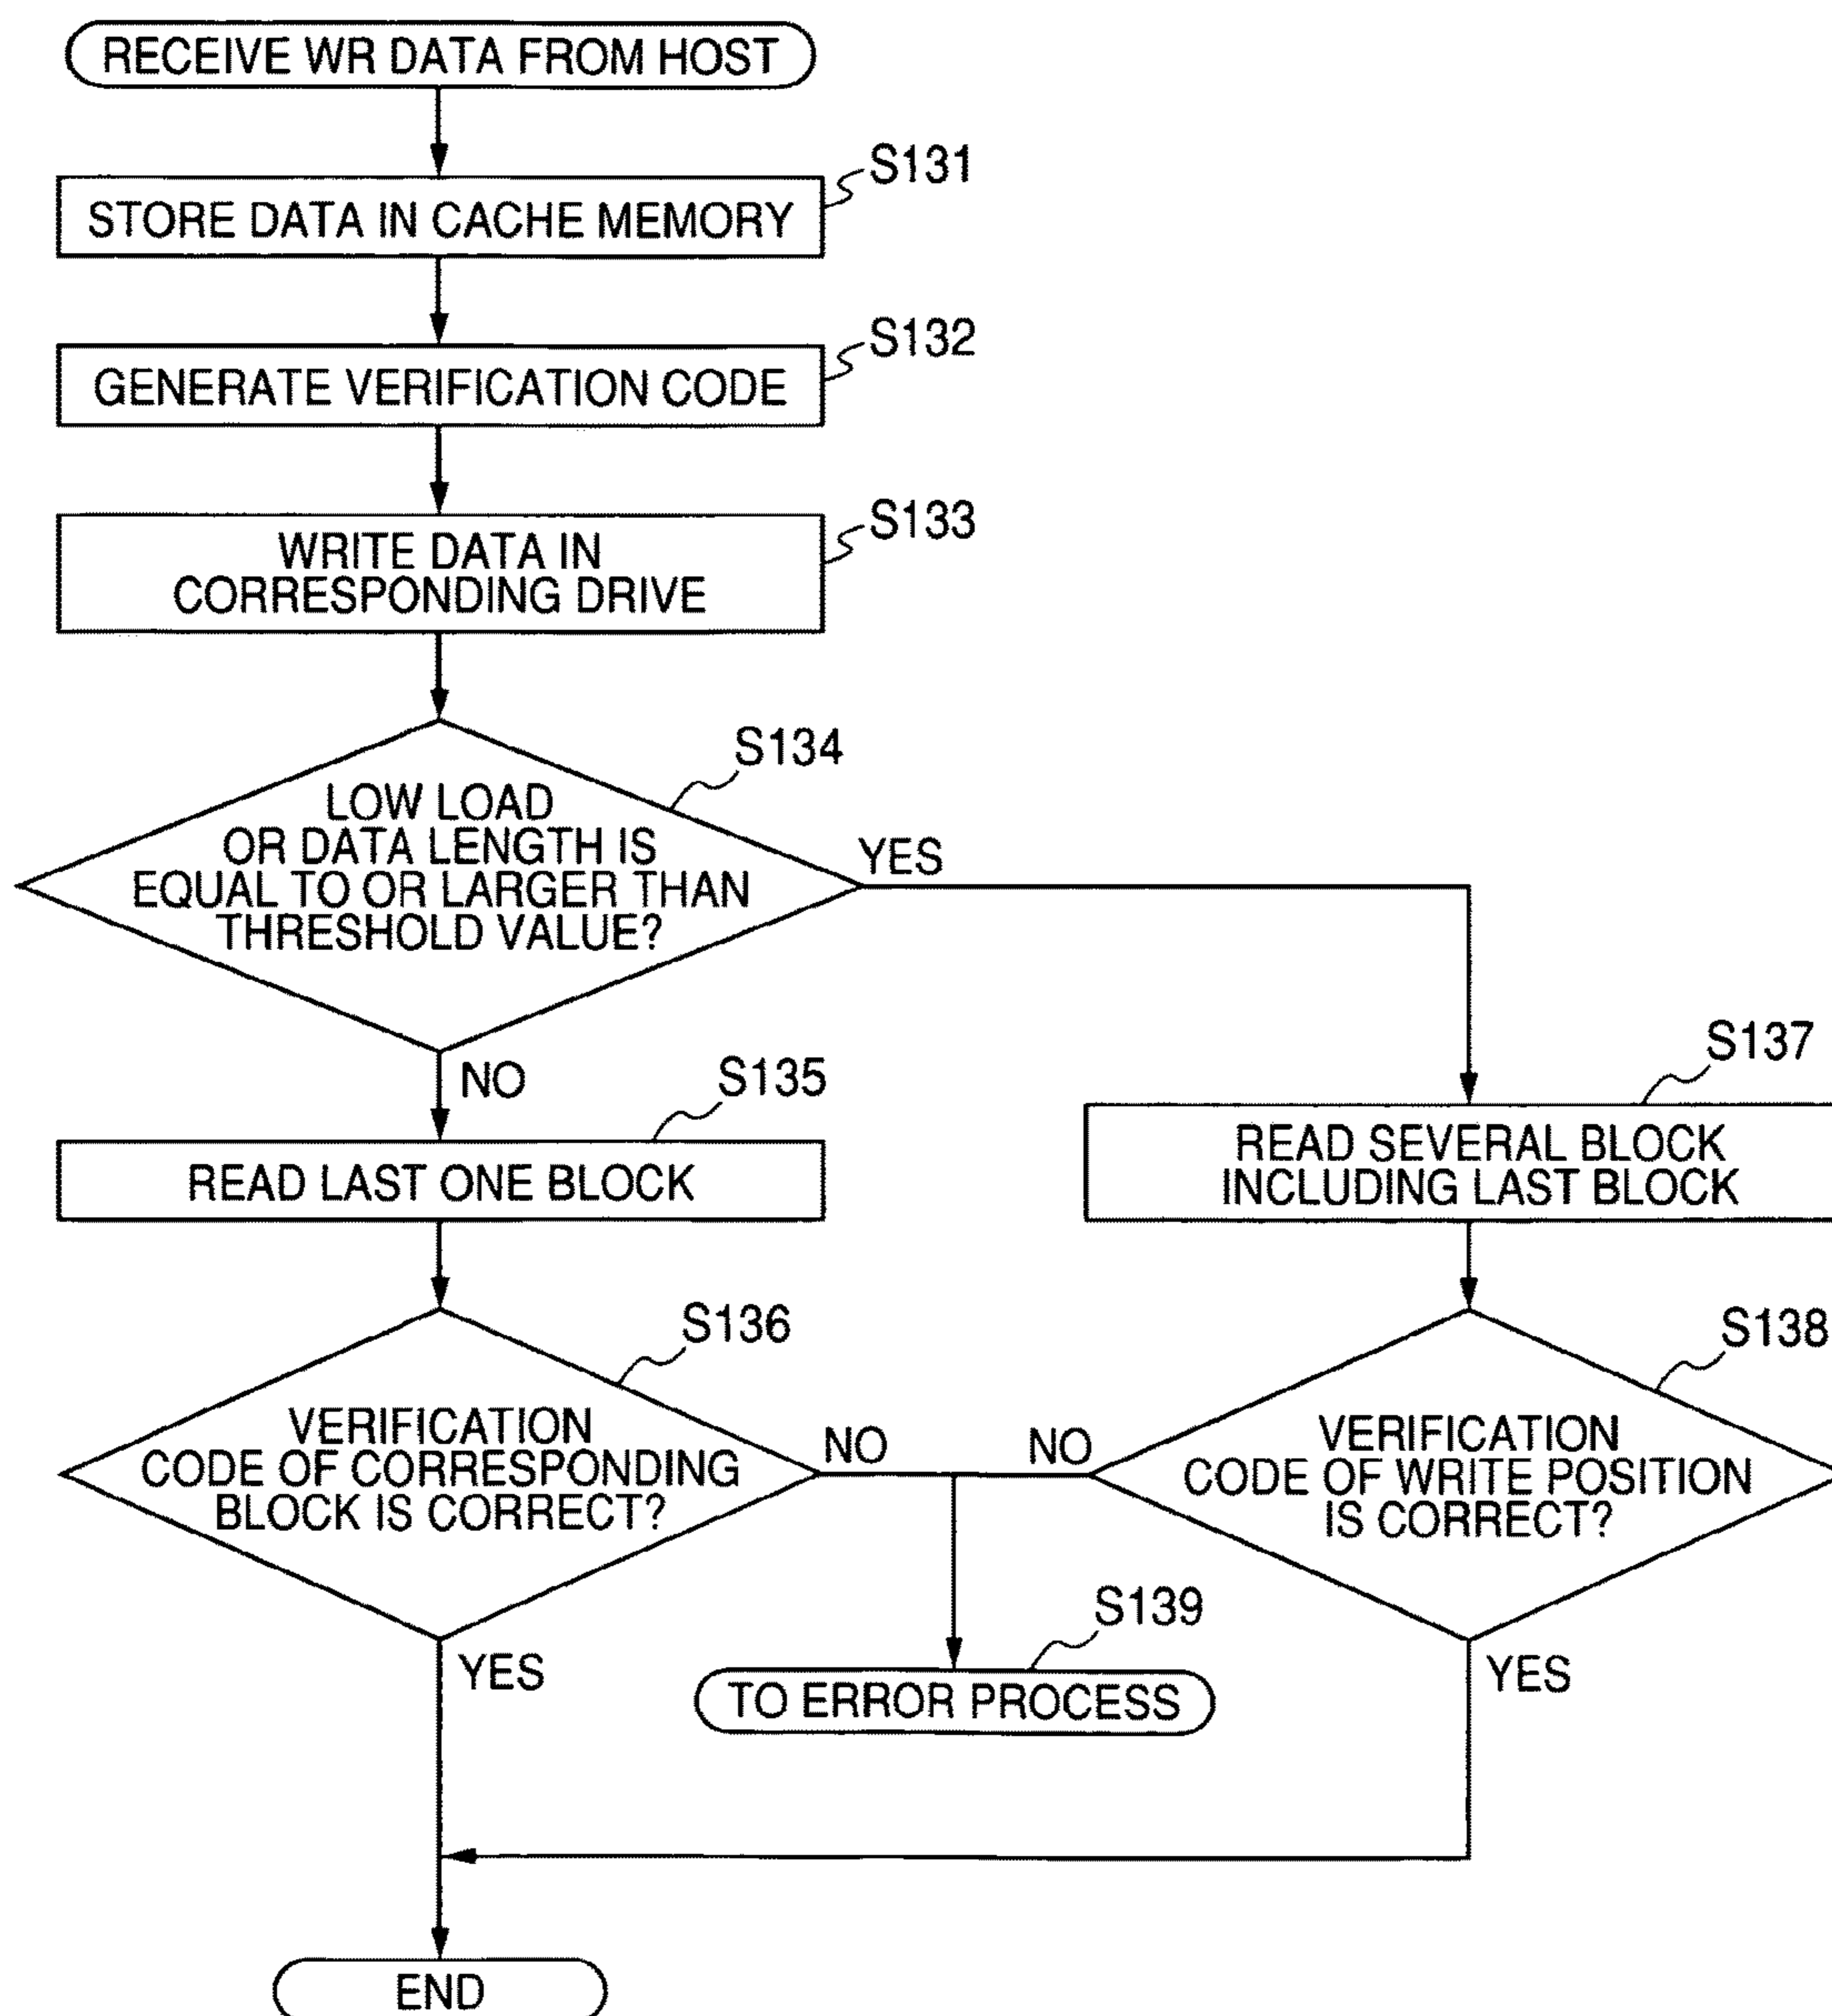 RECEIVE WR DATA FROM HOST
S131
STORE DATA IN CACHE MEMORY
S132
GENERATE VERIFICATION CODE
S133
WRITE DATA IN
CORRESPONDING DRIVE
S134
LOW LOAD
OR DATA LENGTH IS
EQUAL TO OR LARGER THAN
THRESHOLD VALUE?
YES
NO
S135
READ LAST ONE BLOCK
S137
READ SEVERAL BLOCK
INCLUDING LAST BLOCK
S136
VERIFICATION
CODE OF CORRESPONDING
BLOCK IS CORRECT?
NO
YES
S138
VERIFICATION
CODE OF WRITE POSITION
IS CORRECT?
NO
YES
S139
TO ERROR PROCESS
END